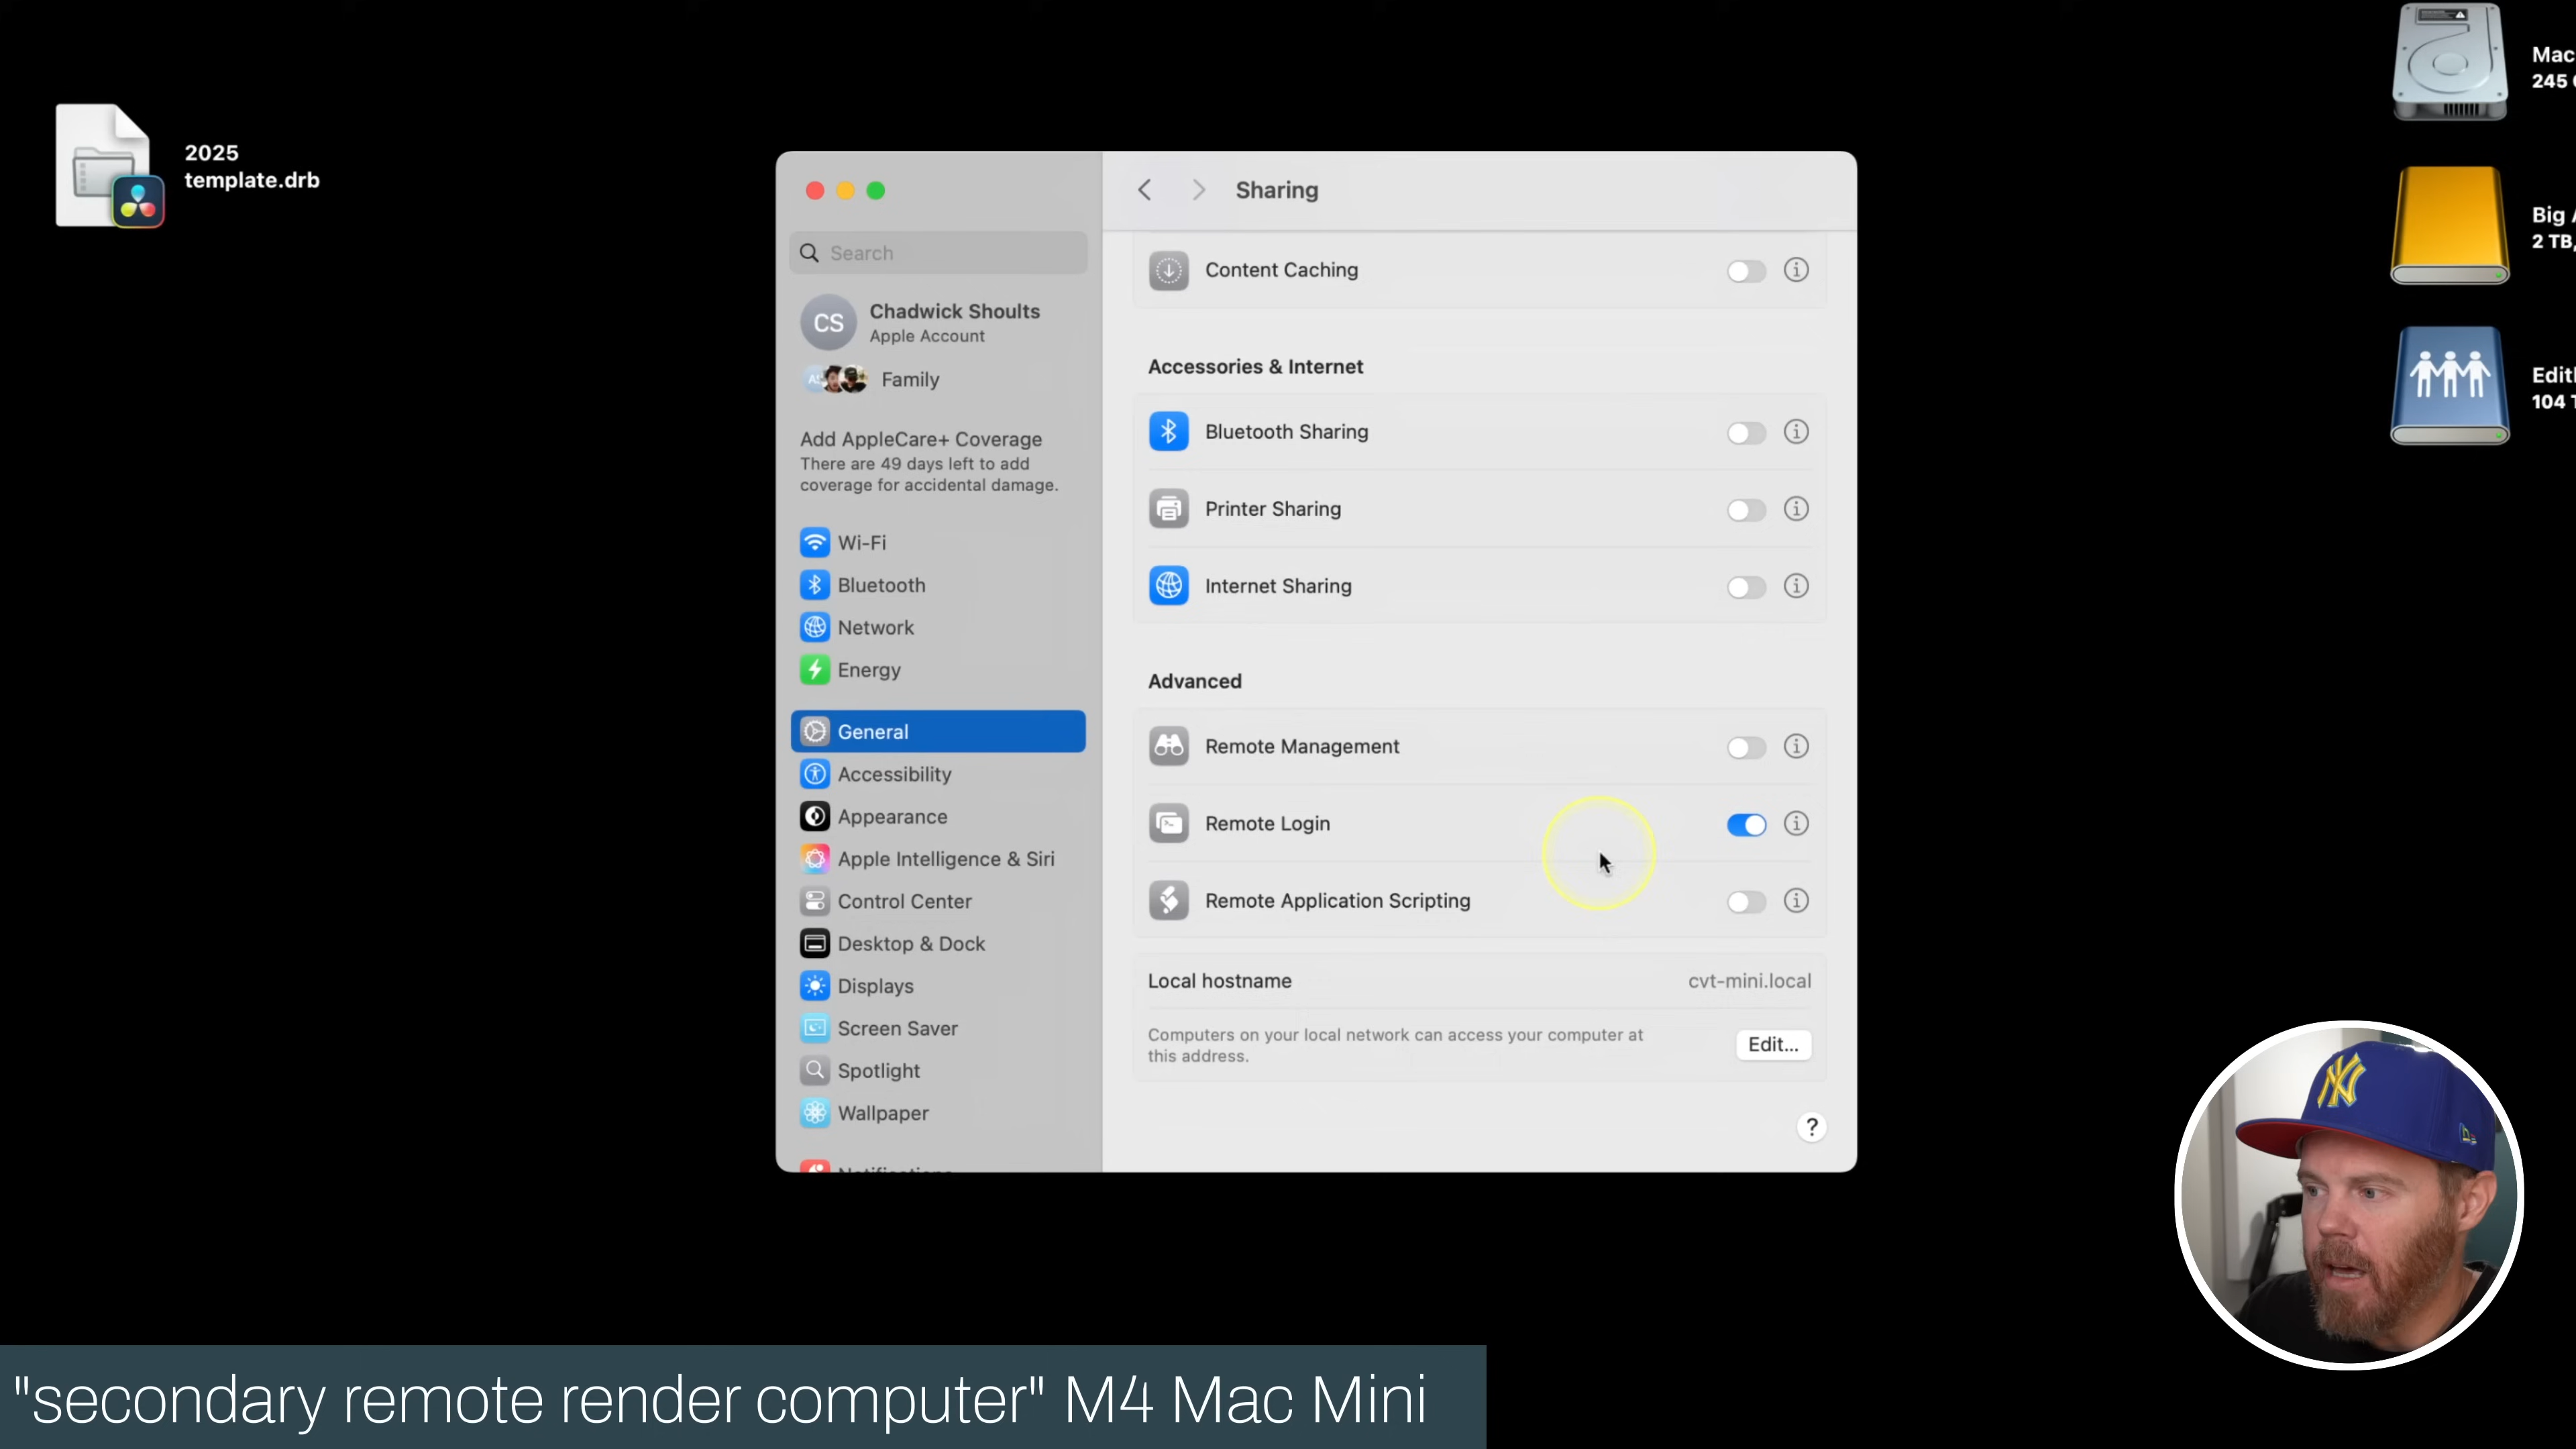 2025
template.drb
Mac
245
Big
2 TB,
104
Sharing
Search
CS
Chadwick Shoults
Apple Account
Family
Add AppleCare+ Coverage
There are 49 days left to add
coverage for accidental damage.
Wi-Fi
Bluetooth
Network
Energy
General
Accessibility
Appearance
Apple Intelligence & Siri
Control Center
Desktop & Dock
Displays
Screen Saver
Spotlight
Wallpaper
Content Caching
Accessories & Internet
Bluetooth Sharing
Printer Sharing
Internet Sharing
Advanced
Remote Management
Remote Login
Remote Application Scripting
Local hostname cvt-mini.local
Computers on your local network can access your computer at
this address.
Edit...
?
NY
"secondary remote render computer" M4 Mac Mini